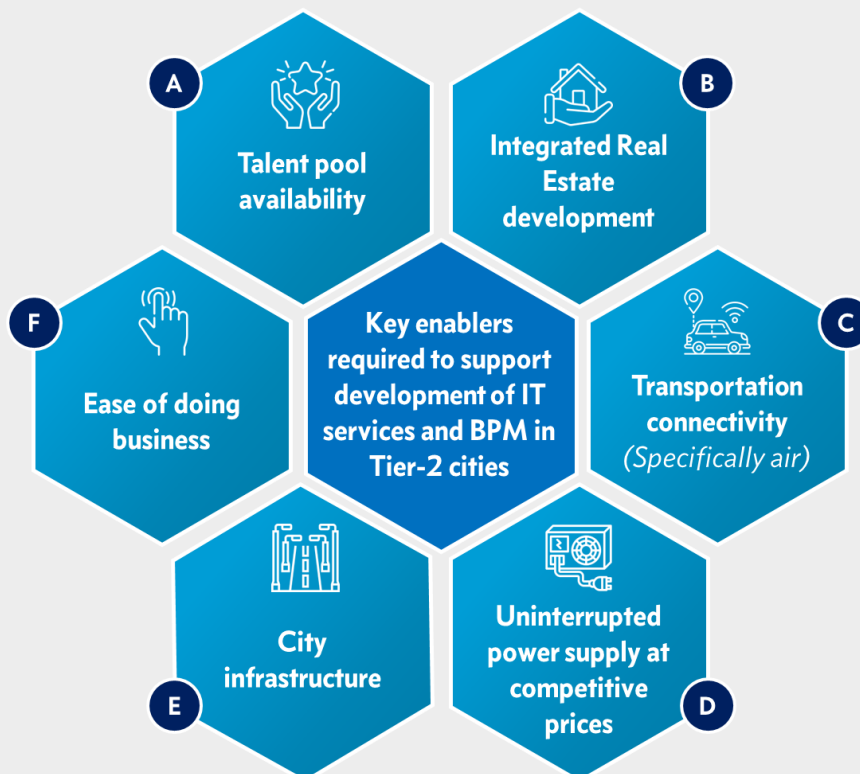 A
Talent pool
availability
B
Integrated Real
Estate
development
Key enablers
required to support
development of IT
services and BPM in
Tier-2 cities
C
Transportation
connectivity
(Specifically air)
D
Uninterrupted
power supply at
competitive
prices
E
City
infrastructure
F
Ease of doing
business